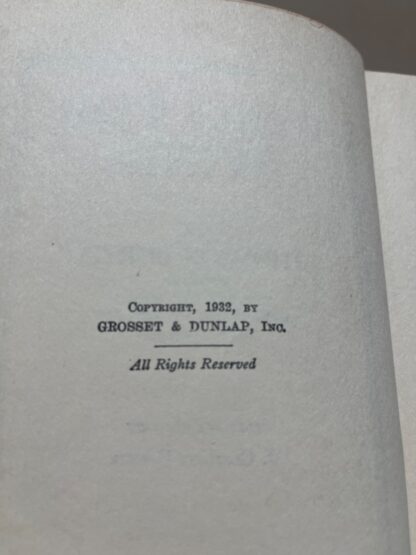 COPYRIGHT, 1932, BY
GROSSET & DUNLAP, INC.
All Rights Reserved